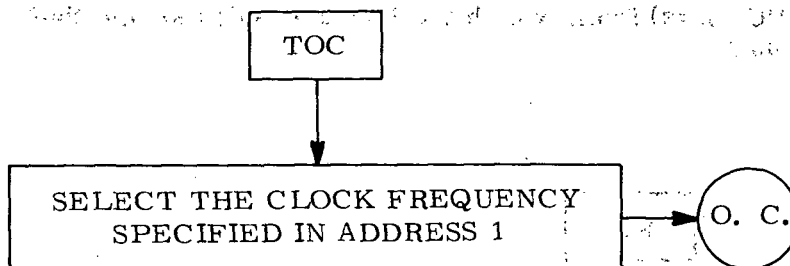 TOC
SELECT THE CLOCK FREQUENCY
SPECIFIED IN ADDRESS 1
O. C.